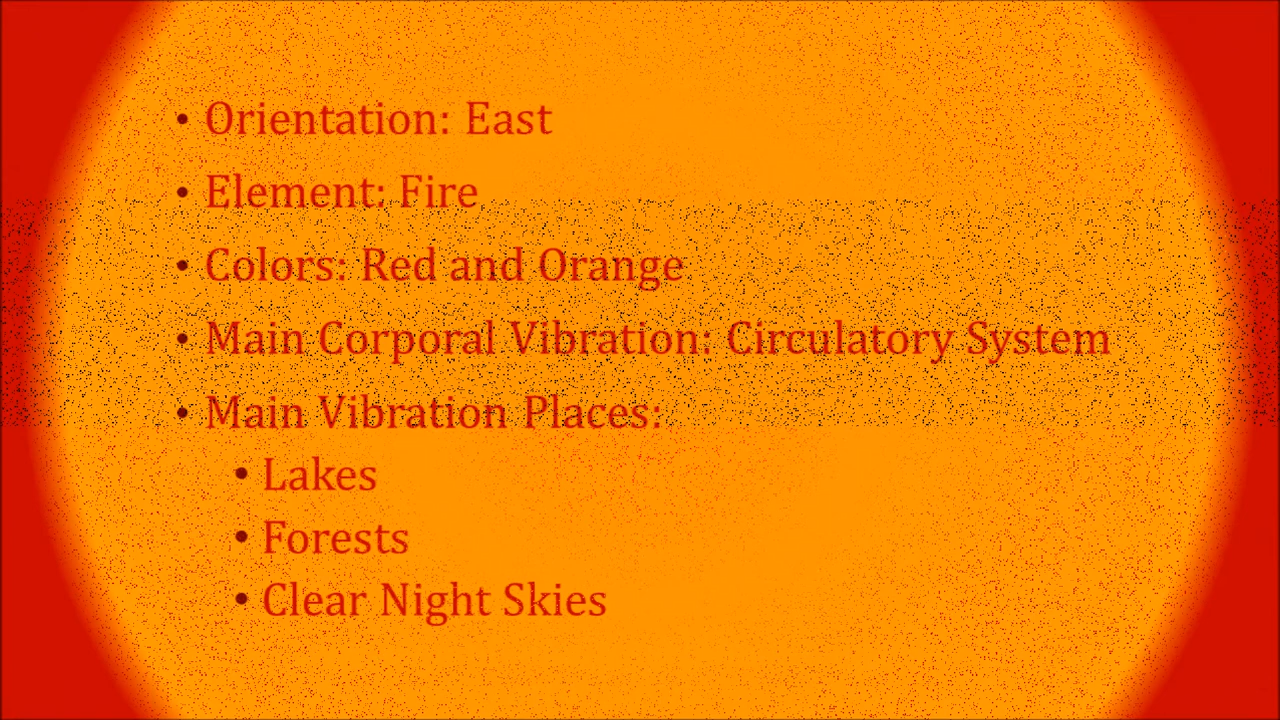 • Orientation: East
• Element: Fire
• Colors: Red and Orange
• Main Corporal Vibration: Circulatory System
• Main Vibration Places:
• Lakes
• Forests
• Clear Night Skies